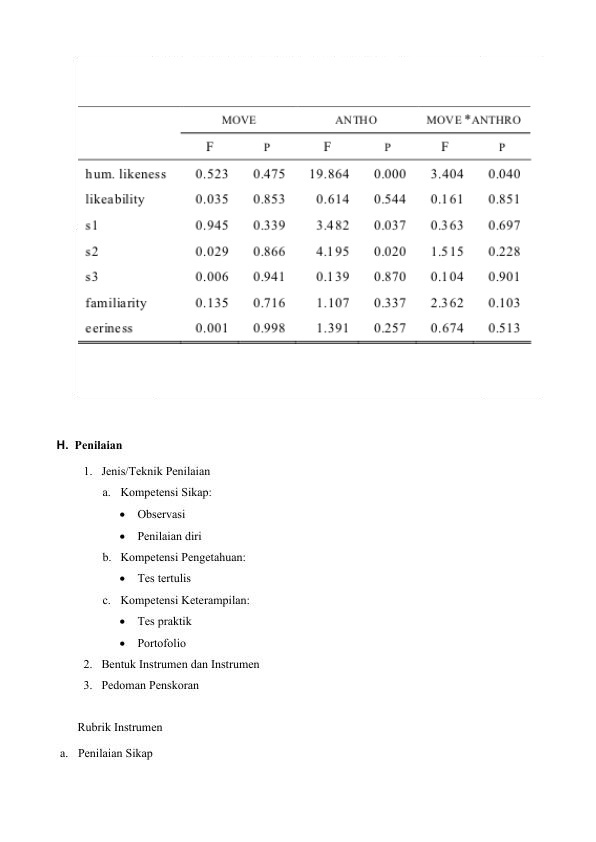 MOVE ANTHO MOVE *ANTHRO
F P F P F P
hum. likeness 0.523 0.475 19.864 0.000 3.404 0.040
likeability 0.035 0.853 0.614 0.544 0.161 0.851
s1 0.945 0.339 3.482 0.037 0.363 0.697
s2 0.029 0.866 4.195 0.020 1.515 0.228
s3 0.006 0.941 0.139 0.870 0.104 0.901
familiarity 0.135 0.716 1.107 0.337 2.362 0.103
eeriness 0.001 0.998 1.391 0.257 0.674 0.513
H. Penilaian
1. Jenis/Teknik Penilaian
a. Kompetensi Sikap:
• Observasi
• Penilaian diri
b. Kompetensi Pengetahuan:
• Tes tertulis
c. Kompetensi Keterampilan:
• Tes praktik
• Portofolio
2. Bentuk Instrumen dan Instrumen
3. Pedoman Penskoran
Rubrik Instrumen
a. Penilaian Sikap